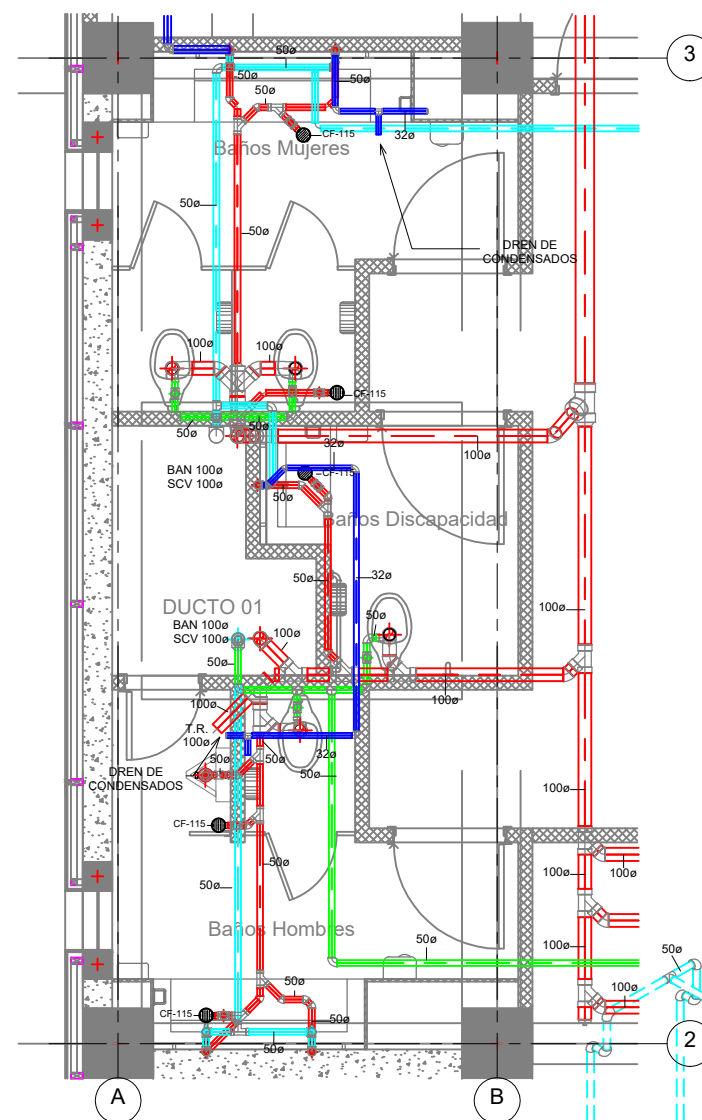 3
50ø
50ø
50ø
50ø
CF-115
32ø
Baños Mujeres
50ø
50ø
DREN DE
CONDENSADOS
100ø
100ø
CF-115
50ø
50ø
32ø
100ø
BAN 100ø
SCV 100ø
50ø
CF-115
Baños Discapacidad
50ø
32ø
100ø
DUCTO 01
BAN 100ø
SCV 100ø
100ø
50ø
50ø
100ø
100ø
T.R.
100ø
50ø
32ø
50ø
50ø
DREN DE
CONDENSADOS
100ø
CF-115
50ø
100ø
100ø
50ø
Baños Hombres
50ø
100ø
50ø
50ø
100ø
CF-115
50ø
50ø
2
A
B